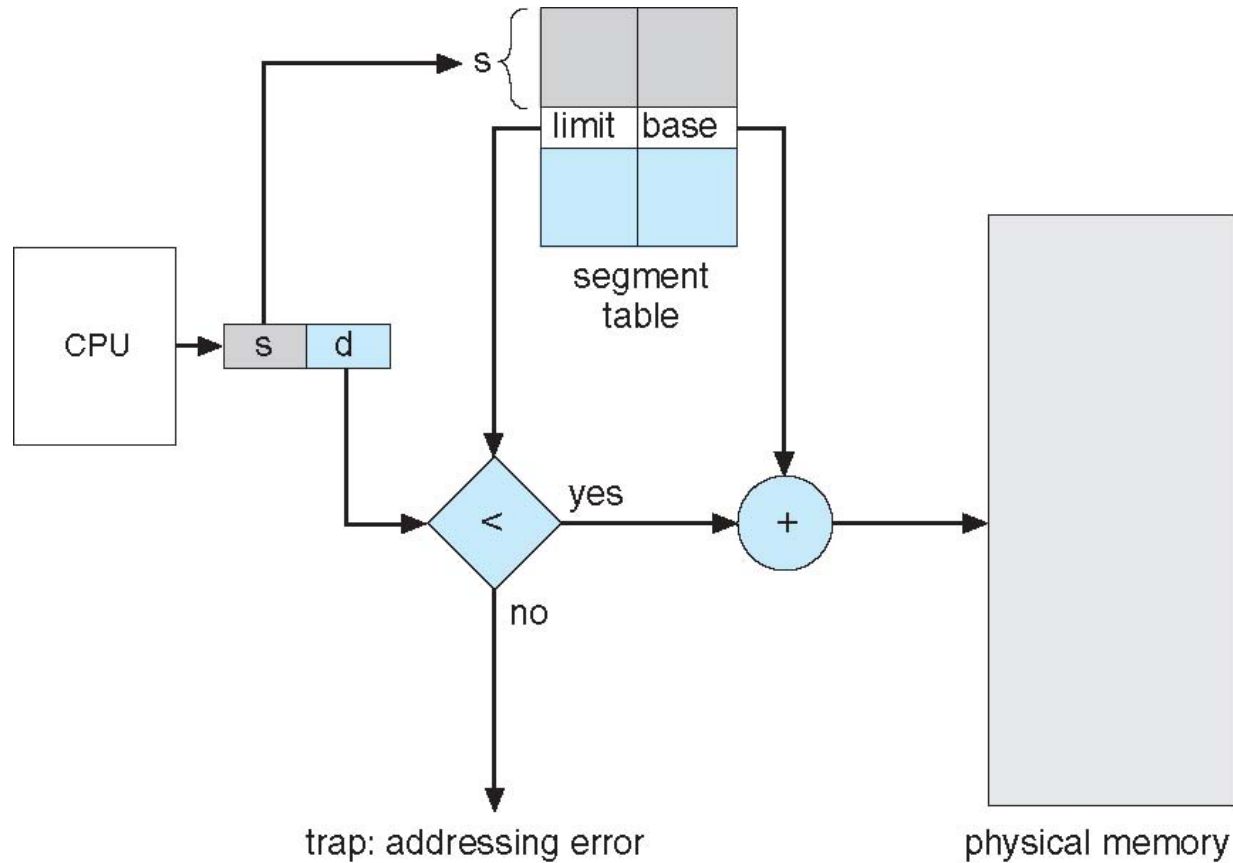 s
limit base
segment
table
CPU
s d
<
yes
+
no
trap: addressing error
physical memory